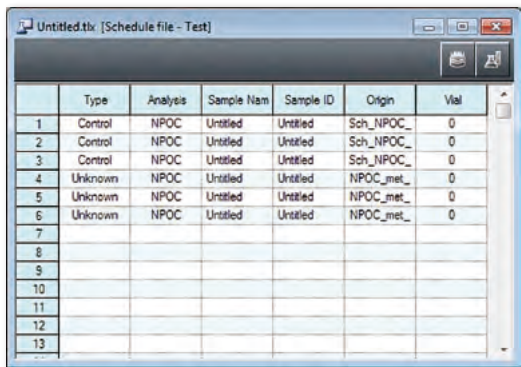 Untitled.tlx [Schedule file - Test]
Type Analysis Sample Nam Sample ID Origin Vial
1 Control NPOC Untitled Untitled Sch_NPOC_ 0
2 Control NPOC Untitled Untitled Sch_NPOC_ 0
3 Control NPOC Untitled Untitled Sch_NPOC_ 0
4 Unknown NPOC Untitled Untitled NPOC_met_ 0
5 Unknown NPOC Untitled Untitled NPOC_met_ 0
6 Unknown NPOC Untitled Untitled NPOC_met_ 0
7
8
9
10
11
12
13